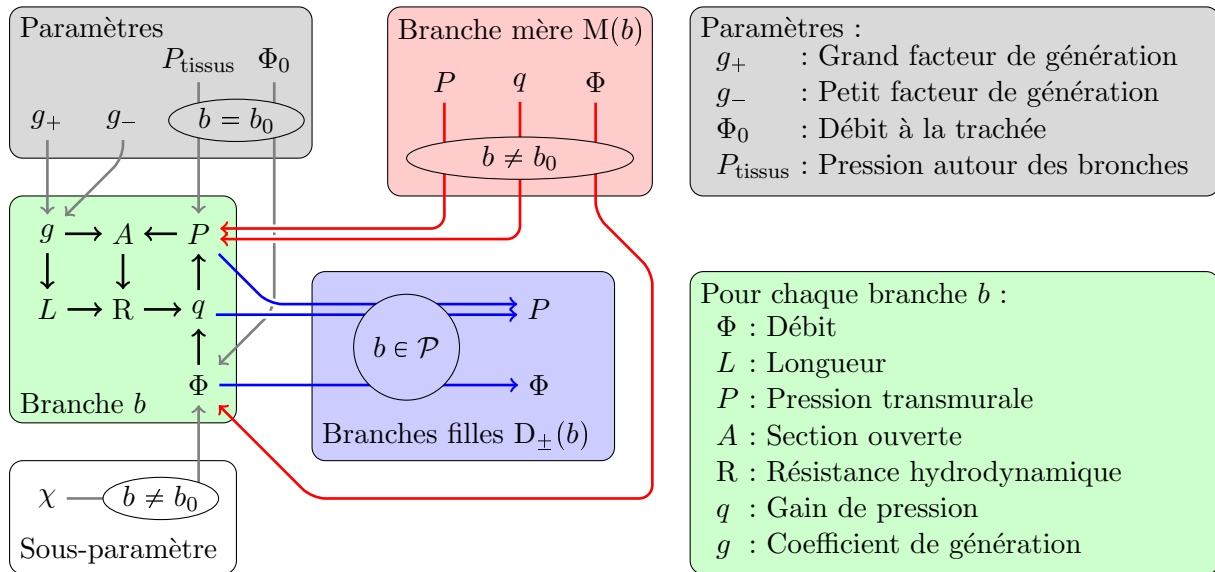 Paramètres
P_tissus Φ_0
g_+ g_- b = b_0
Branche mère M(b)
P q Φ
b ≠ b_0
Paramètres :
g_+ : Grand facteur de génération
g_- : Petit facteur de génération
Φ_0 : Débit à la trachée
P_tissus : Pression autour des bronches
g A P
L R q
Φ
Branche b
b ∈ 𝒫
P
Φ
Branches filles D_±(b)
χ b ≠ b_0
Sous-paramètre
Pour chaque branche b :
Φ : Débit
L : Longueur
P : Pression transmurale
A : Section ouverte
R : Résistance hydrodynamique
q : Gain de pression
g : Coefficient de génération